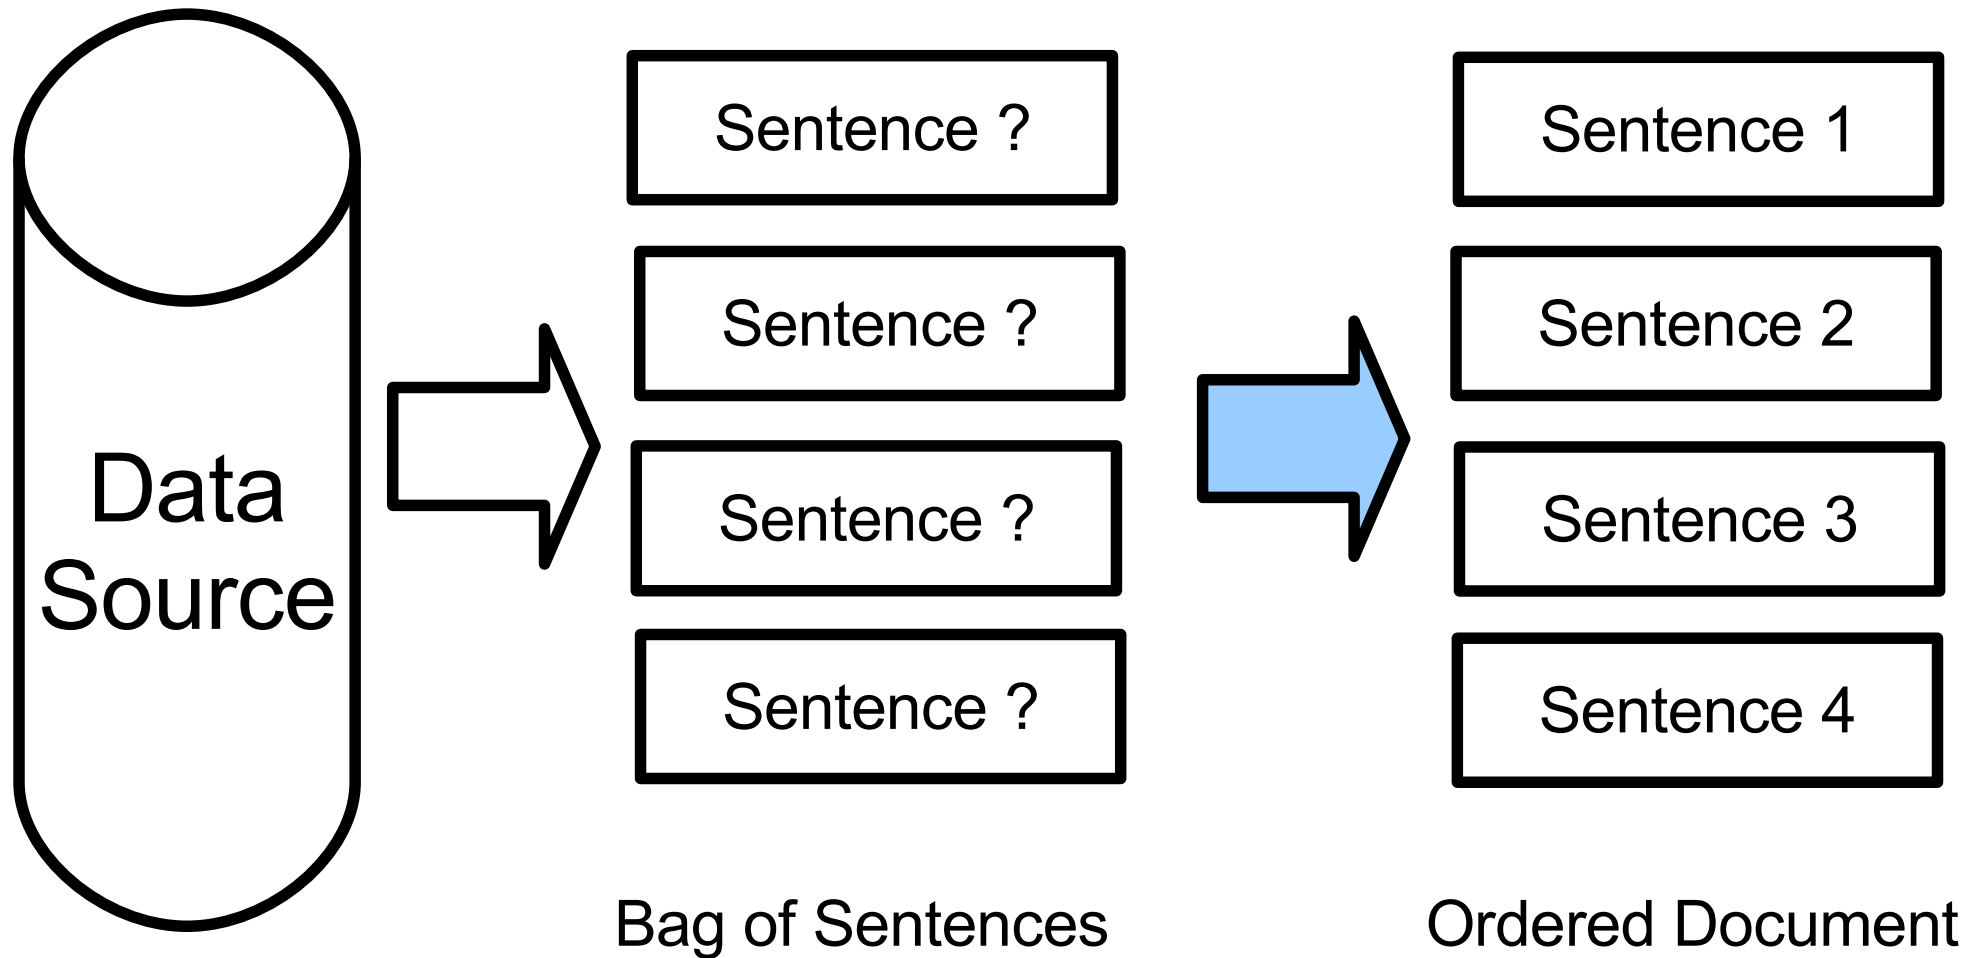 Data
Source
Sentence ?
Sentence ?
Sentence ?
Sentence ?
Bag of Sentences
Sentence 1
Sentence 2
Sentence 3
Sentence 4
Ordered Document